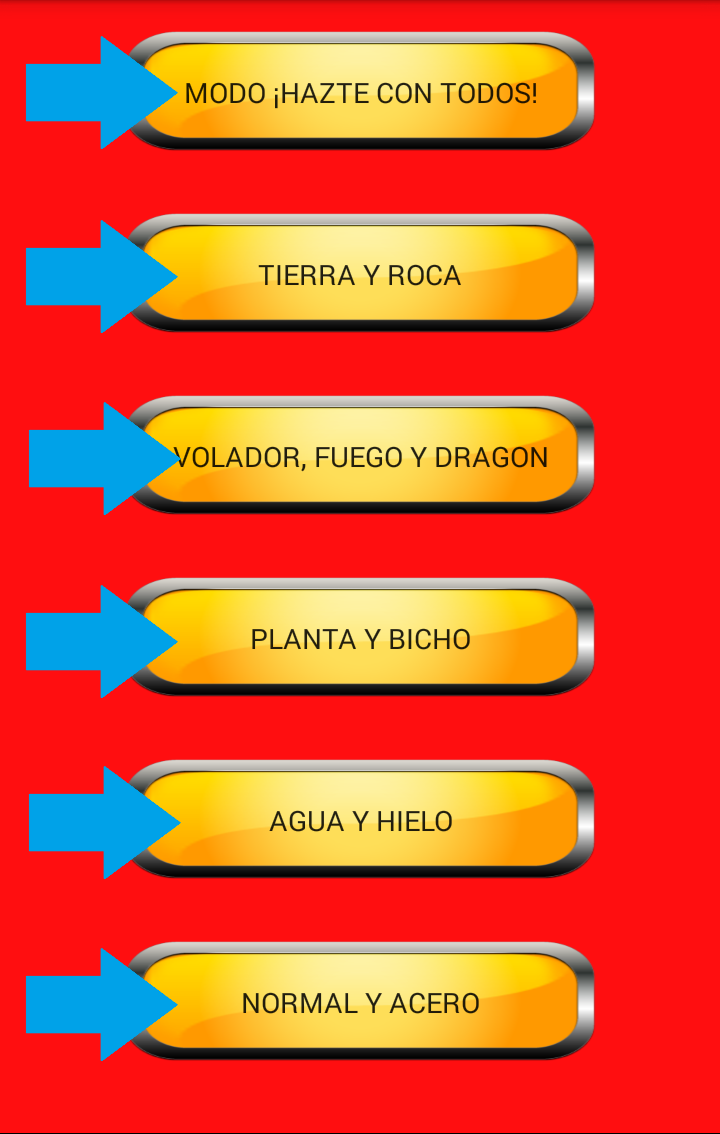 MODO ¡HAZTE CON TODOS!
TIERRA Y ROCA
VOLADOR, FUEGO Y DRAGON
PLANTA Y BICHO
AGUA Y HIELO
NORMAL Y ACERO